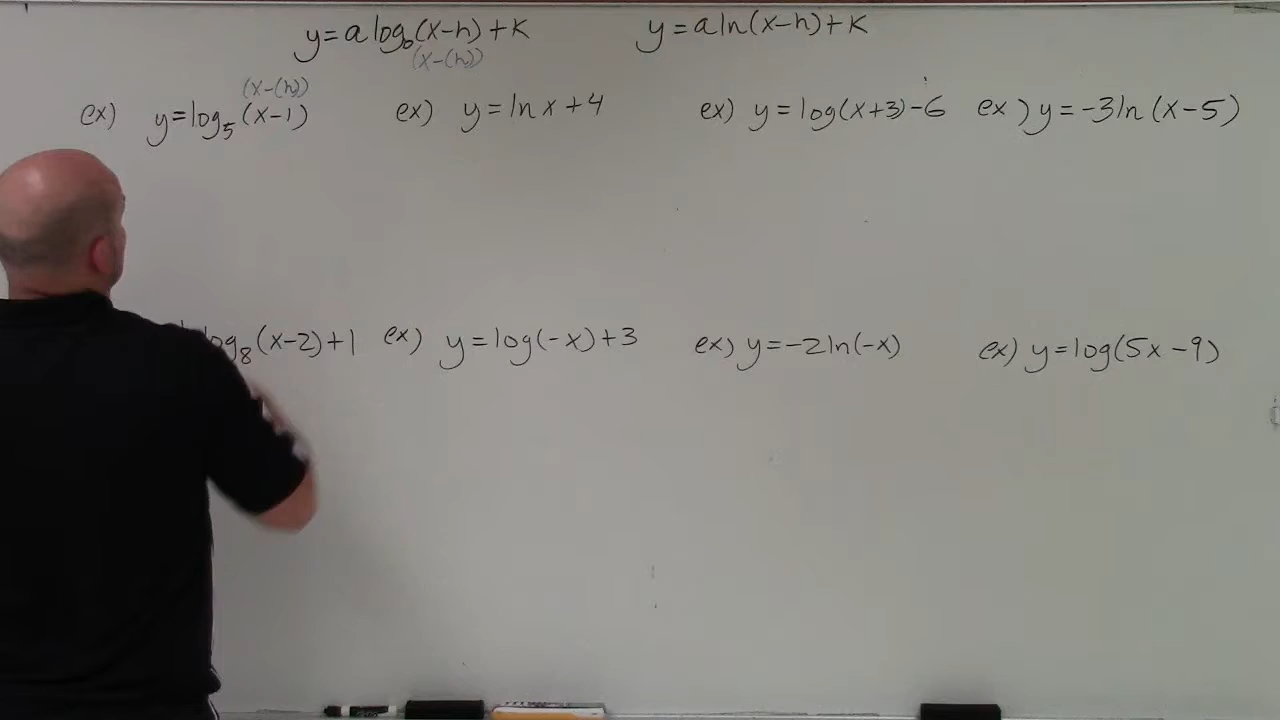 y=a log_b(x-h)+k y=a ln(x-h)+k
(x-(h))
(x-(h))
ex) y=log_5(x-1) ex) y=ln x+4 ex) y=log(x+3)-6 ex) y=-3ln(x-5)
log_8(x-2)+1 ex) y=log(-x)+3 ex) y=-2ln(-x) ex) y=log(5x-9)